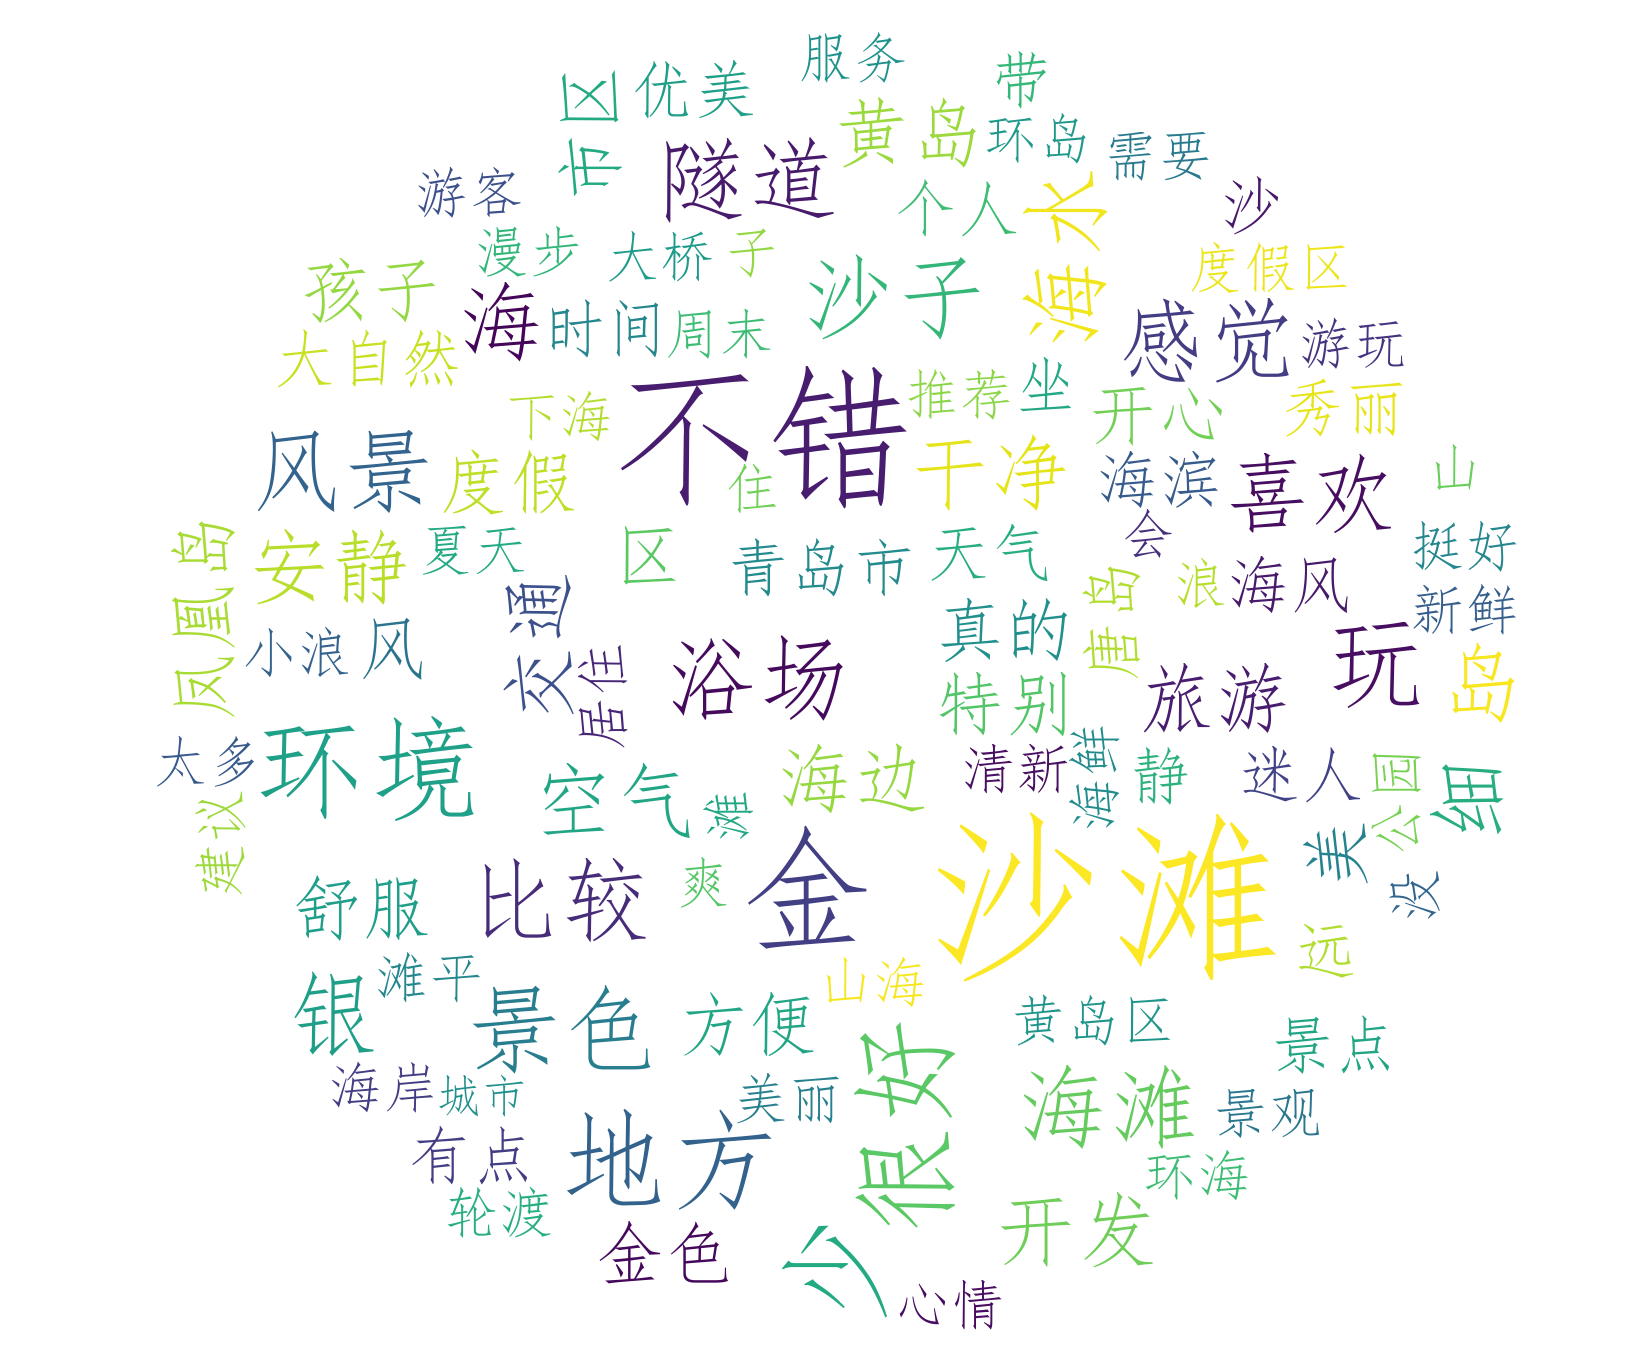 服务
带
市区
优美
黄岛
环岛
需要
隧道
游客
个人
海水
沙
漫步
大桥
子
沙子
度假区
孩子
海
时间
周末
感觉
游玩
大自然
不错
推荐
坐
开心
秀丽
下海
风景
度假
住
干净
海滨
喜欢
山
会
凤凰岛
安静
夏天
区
青岛市
天气
挺好
交通
唐岛
浪
海风
新鲜
小浪
风
居住
浴场
真的
玩
岛
特别
旅游
环境
太多
空气
海边
清新
海鲜
静
迷人
公园
细
建议
滩
金
沙滩
美
没
舒服
比较
爽
远
银
滩平
景色
方便
山海
很好
黄岛区
景点
海岸
城市
美丽
海滩
景观
有点
地方
环海
轮渡
金色
少
开发
心情